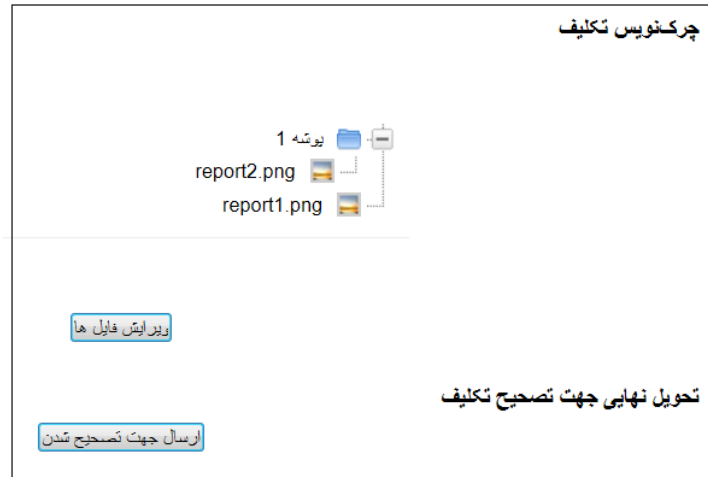 چرک‌نویس تکلیف
پوشه 1
report2.png
report1.png
ویرایش فایل ها
تحویل نهایی جهت تصحیح تکلیف
ارسال جهت تصحیح شدن